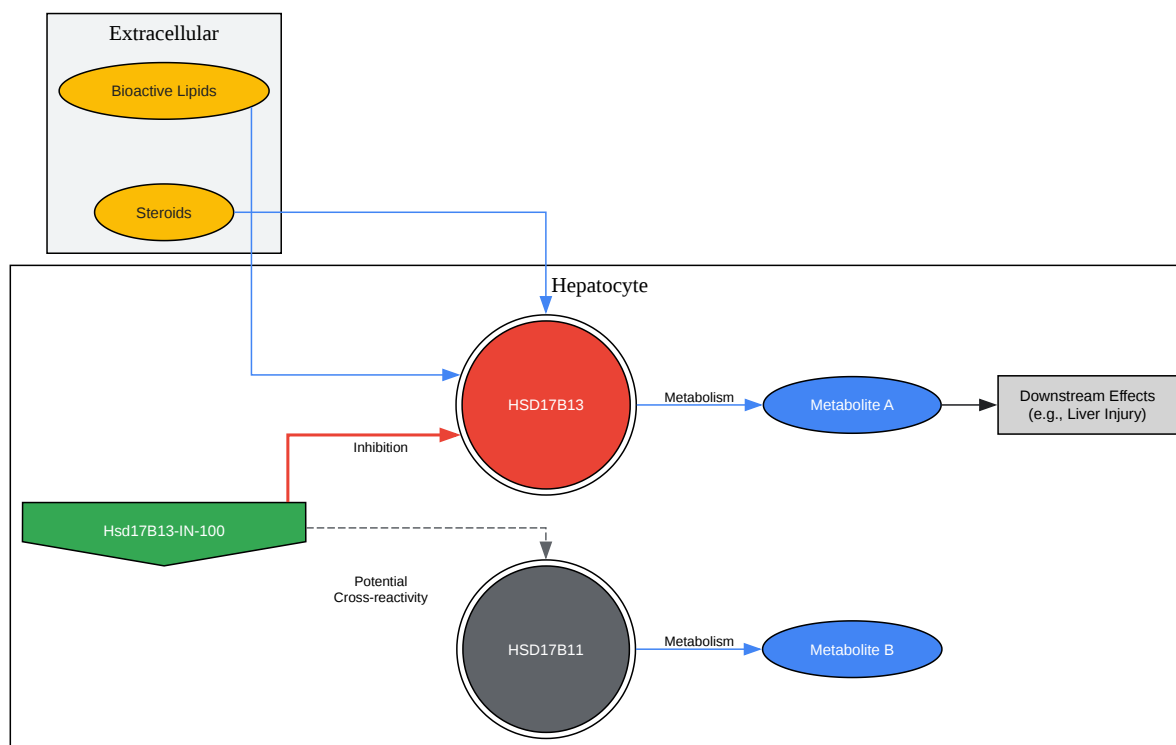 Extracellular
Bioactive Lipids
Steroids
Hepatocyte
HSD17B13
Metabolism
Metabolite A
Downstream Effects
(e.g., Liver Injury)
Inhibition
Hsd17B13-IN-100
Potential
Cross-reactivity
HSD17B11
Metabolism
Metabolite B